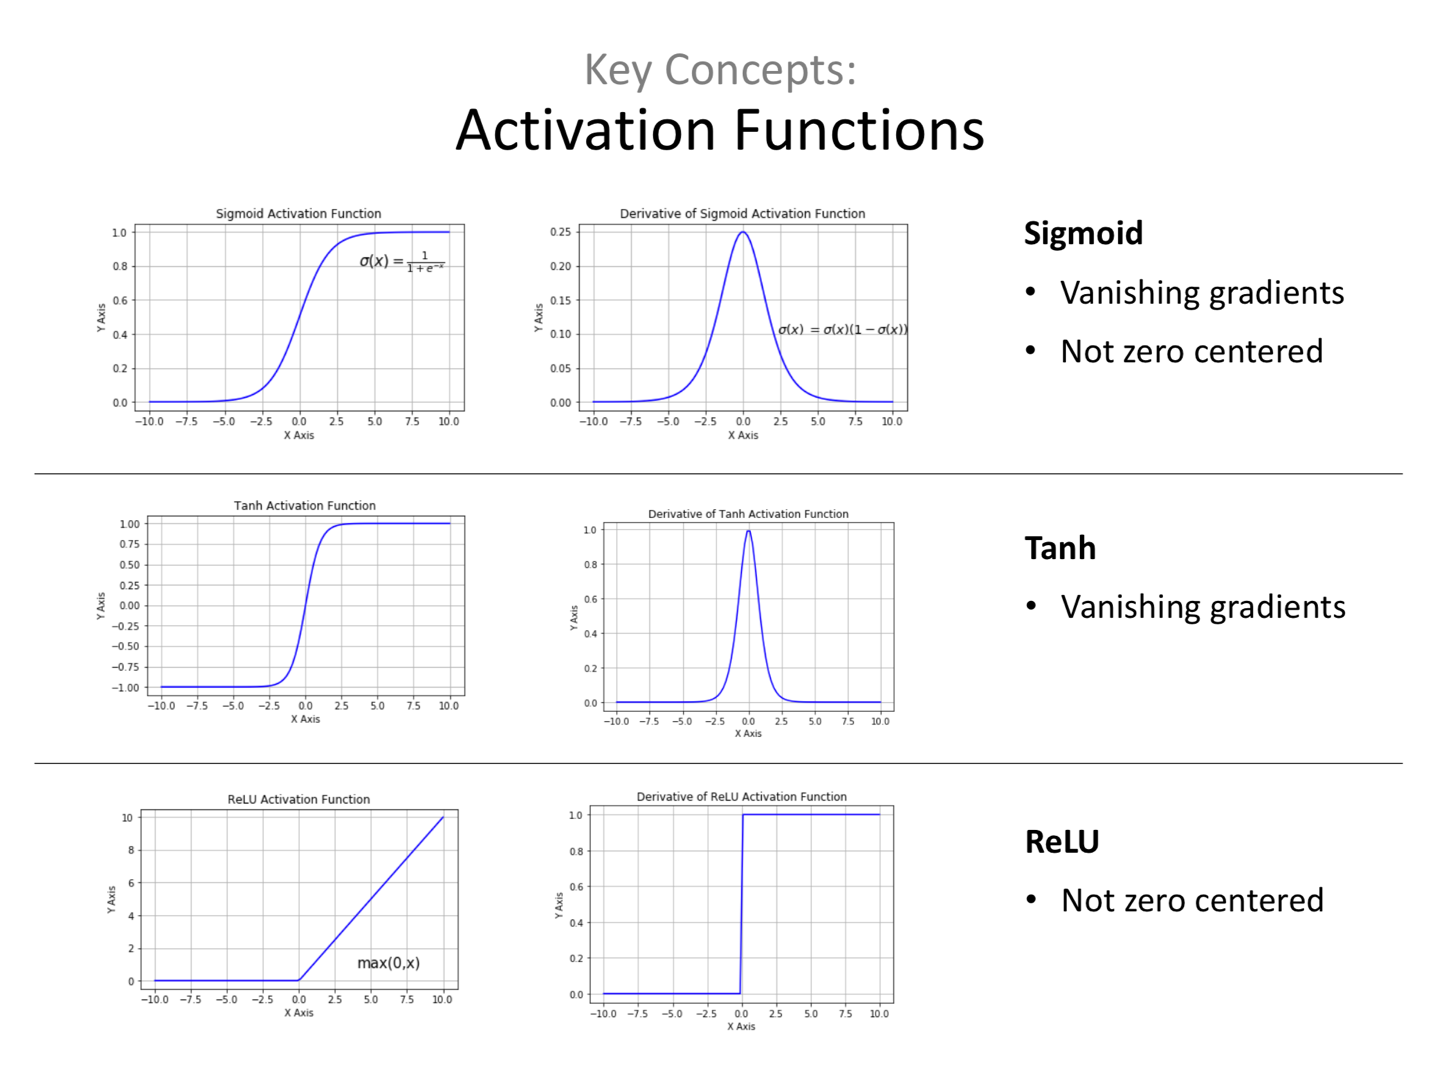 Key Concepts:
Activation Functions
Sigmoid Activation Function
1.0
0.8
0.6
0.4
0.2
0.0
Y Axis
σ(x) = 1/(1 + e^−x)
−10.0 −7.5 −5.0 −2.5 0.0 2.5 5.0 7.5 10.0
X Axis
Derivative of Sigmoid Activation Function
0.25
0.20
0.15
0.10
0.05
0.00
Y Axis
σ(x) = σ(x)(1 − σ(x))
−10.0 −7.5 −5.0 −2.5 0.0 2.5 5.0 7.5 10.0
X Axis
Sigmoid
• Vanishing gradients
• Not zero centered
Tanh Activation Function
1.00
0.75
0.50
0.25
0.00
−0.25
−0.50
−0.75
−1.00
Y Axis
−10.0 −7.5 −5.0 −2.5 0.0 2.5 5.0 7.5 10.0
X Axis
Derivative of Tanh Activation Function
1.0
0.8
0.6
0.4
0.2
0.0
Y Axis
−10.0 −7.5 −5.0 −2.5 0.0 2.5 5.0 7.5 10.0
X Axis
Tanh
• Vanishing gradients
ReLU Activation Function
10
8
6
4
2
0
Y Axis
max(0,x)
−10.0 −7.5 −5.0 −2.5 0.0 2.5 5.0 7.5 10.0
X Axis
Derivative of ReLU Activation Function
1.0
0.8
0.6
0.4
0.2
0.0
Y Axis
−10.0 −7.5 −5.0 −2.5 0.0 2.5 5.0 7.5 10.0
X Axis
ReLU
• Not zero centered